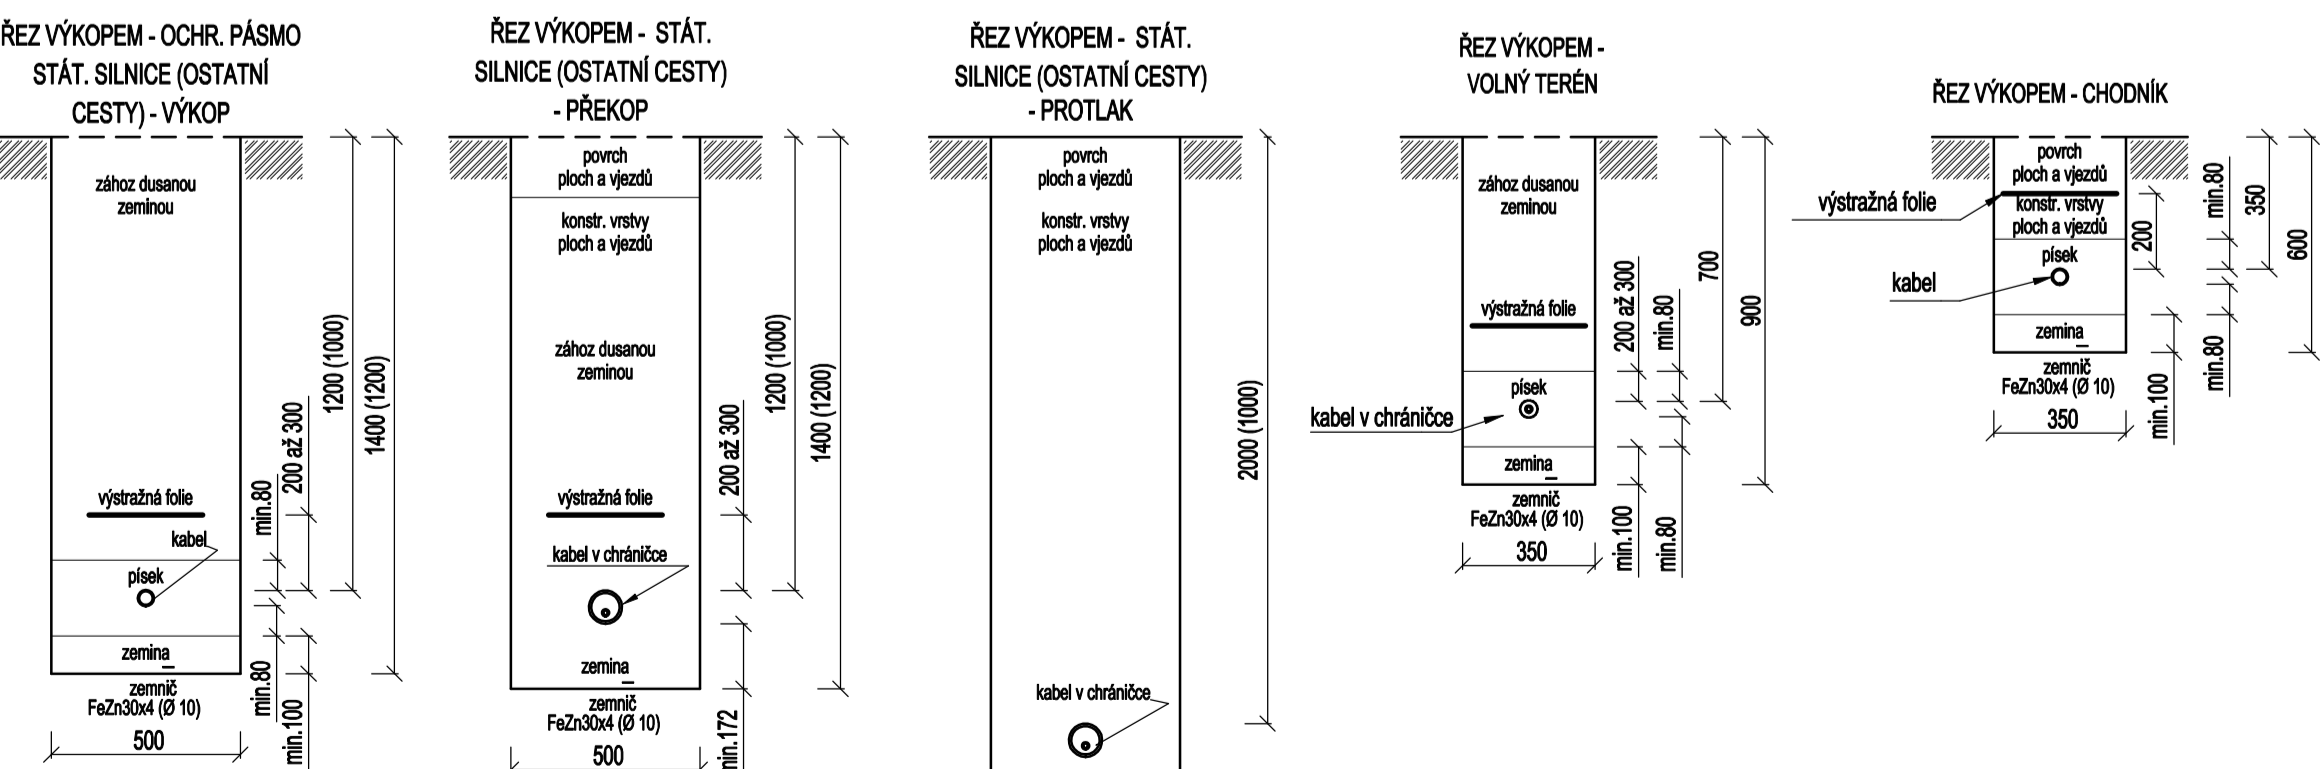 ŘEZ VÝKOPEM - OCHR. PÁSMO
STÁT. SILNICE (OSTATNÍ
CESTY) - VÝKOP
zához dusanou
zeminou
výstražná folie
kabel
písek
zemina
zemnič
FeZn30x4 (Ø 10)
500
min.80
200 až 300
1200 (1000)
1400 (1200)
min.80
min.100
ŘEZ VÝKOPEM - STÁT.
SILNICE (OSTATNÍ CESTY)
- PŘEKOP
povrch
ploch a vjezdů
konstr. vrstvy
ploch a vjezdů
zához dusanou
zeminou
výstražná folie
kabel v chráničce
zemina
zemnič
FeZn30x4 (Ø 10)
500
200 až 300
1200 (1000)
1400 (1200)
min.172
ŘEZ VÝKOPEM - STÁT.
SILNICE (OSTATNÍ CESTY)
- PROTLAK
povrch
ploch a vjezdů
konstr. vrstvy
ploch a vjezdů
kabel v chráničce
2000 (1000)
ŘEZ VÝKOPEM -
VOLNÝ TERÉN
zához dusanou
zeminou
výstražná folie
písek
kabel v chráničce
zemina
zemnič
FeZn30x4 (Ø 10)
350
200 až 300
min.80
700
900
min.100
min.80
ŘEZ VÝKOPEM - CHODNÍK
povrch
ploch a vjezdů
výstražná folie
konstr. vrstvy
ploch a vjezdů
písek
kabel
zemina
zemnič
FeZn30x4 (Ø 10)
350
200
min.80
350
600
min.100
min.80